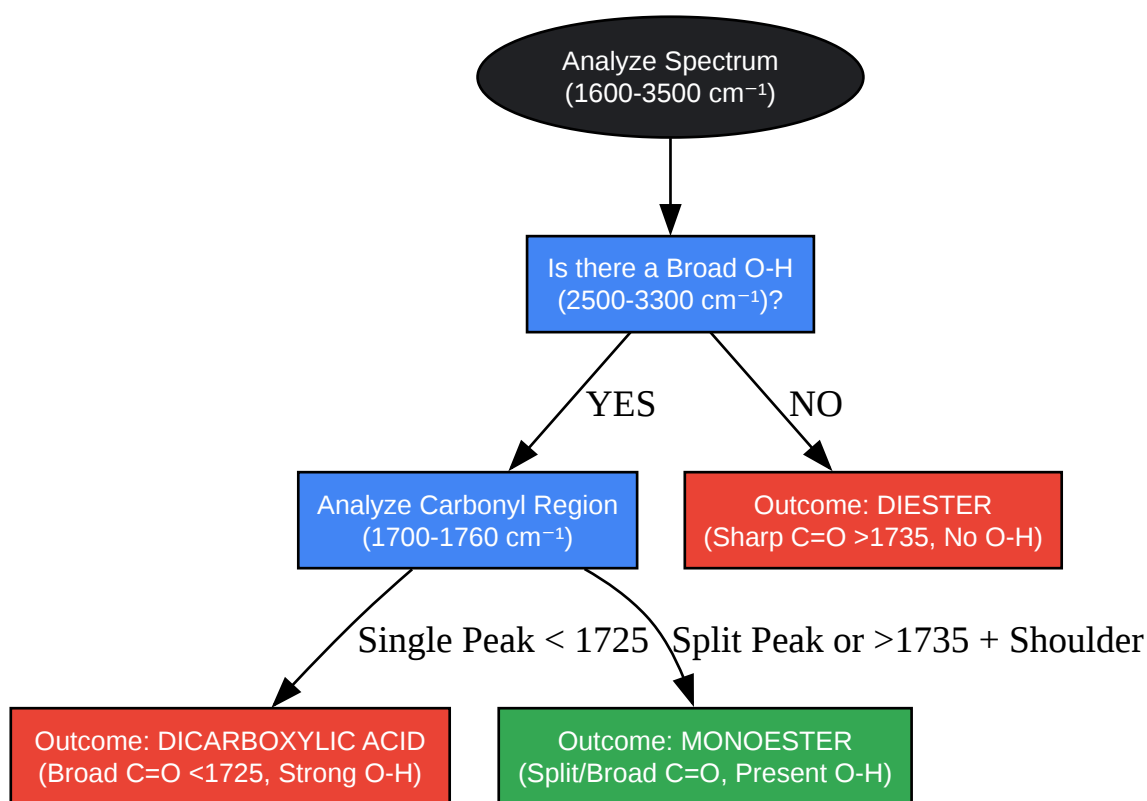 Analyze Spectrum
(1600-3500 cm⁻¹)
Is there a Broad O-H
(2500-3300 cm⁻¹)?
YES
NO
Analyze Carbonyl Region
(1700-1760 cm⁻¹)
Outcome: DIESTER
(Sharp C=O >1735, No O-H)
Single Peak < 1725
Split Peak or >1735 + Shoulder
Outcome: DICARBOXYLIC ACID
(Broad C=O <1725, Strong O-H)
Outcome: MONOESTER
(Split/Broad C=O, Present O-H)